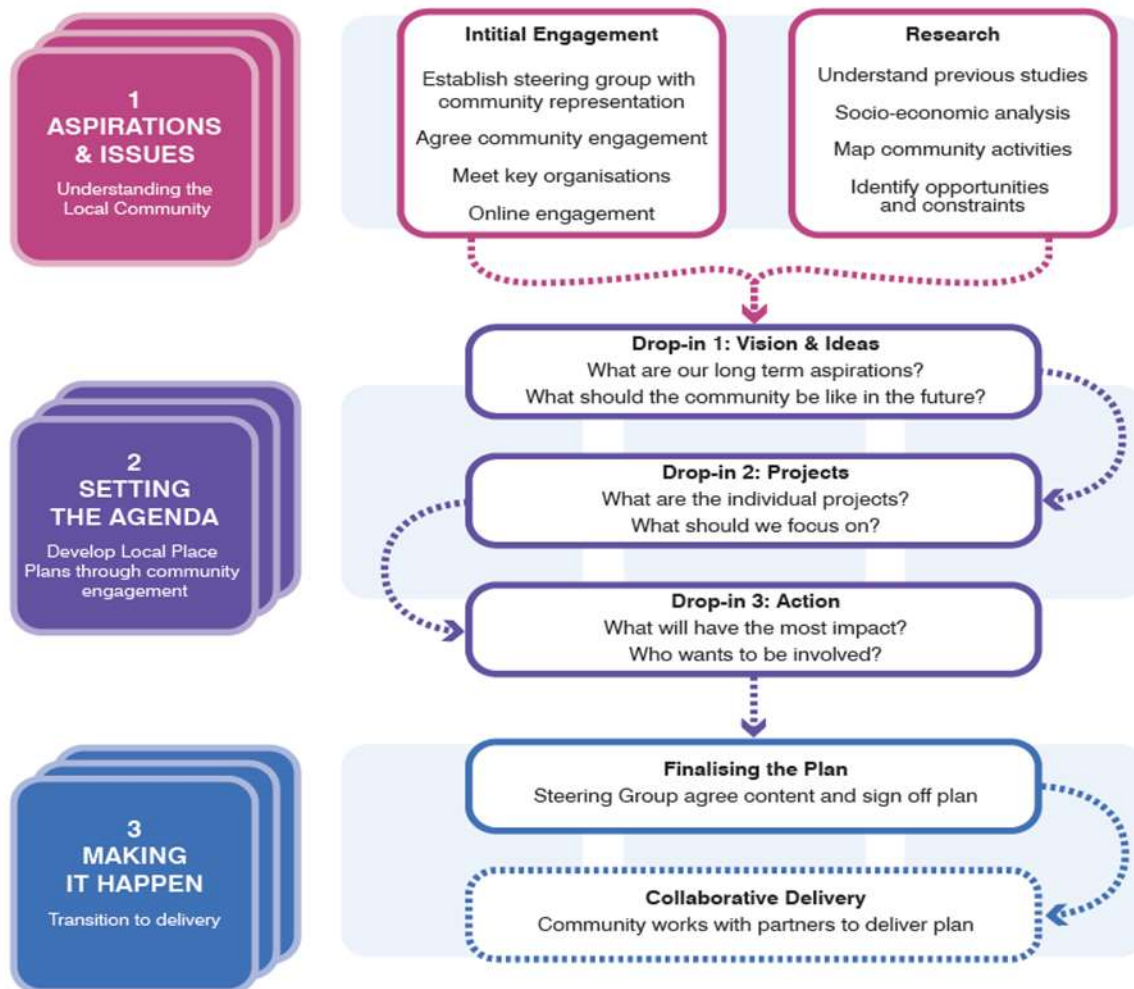 1
ASPIRATIONS
& ISSUES
Understanding the
Local Community
Intitial Engagement
Establish steering group with
community representation
Agree community engagement
Meet key organisations
Online engagement
Research
Understand previous studies
Socio-economic analysis
Map community activities
Identify opportunities
and constraints
2
SETTING
THE AGENDA
Develop Local Place
Plans through community
engagement
Drop-in 1: Vision & Ideas
What are our long term aspirations?
What should the community be like in the future?
Drop-in 2: Projects
What are the individual projects?
What should we focus on?
Drop-in 3: Action
What will have the most impact?
Who wants to be involved?
3
MAKING
IT HAPPEN
Transition to delivery
Finalising the Plan
Steering Group agree content and sign off plan
Collaborative Delivery
Community works with partners to deliver plan